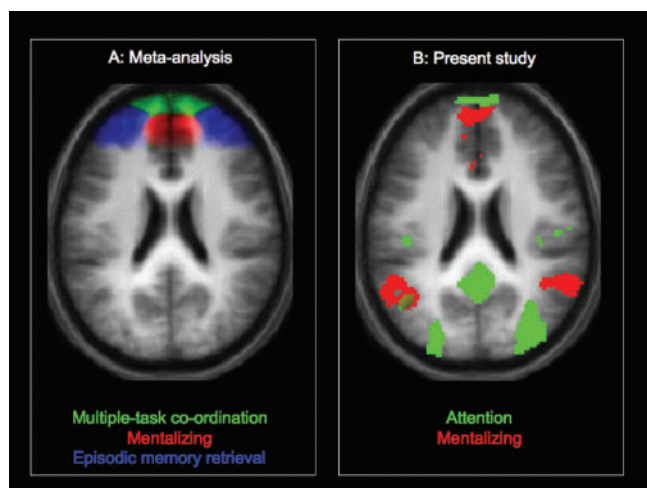 A: Meta-analysis
Multiple-task co-ordination
Mentalizing
Episodic memory retrieval
B: Present study
Attention
Mentalizing